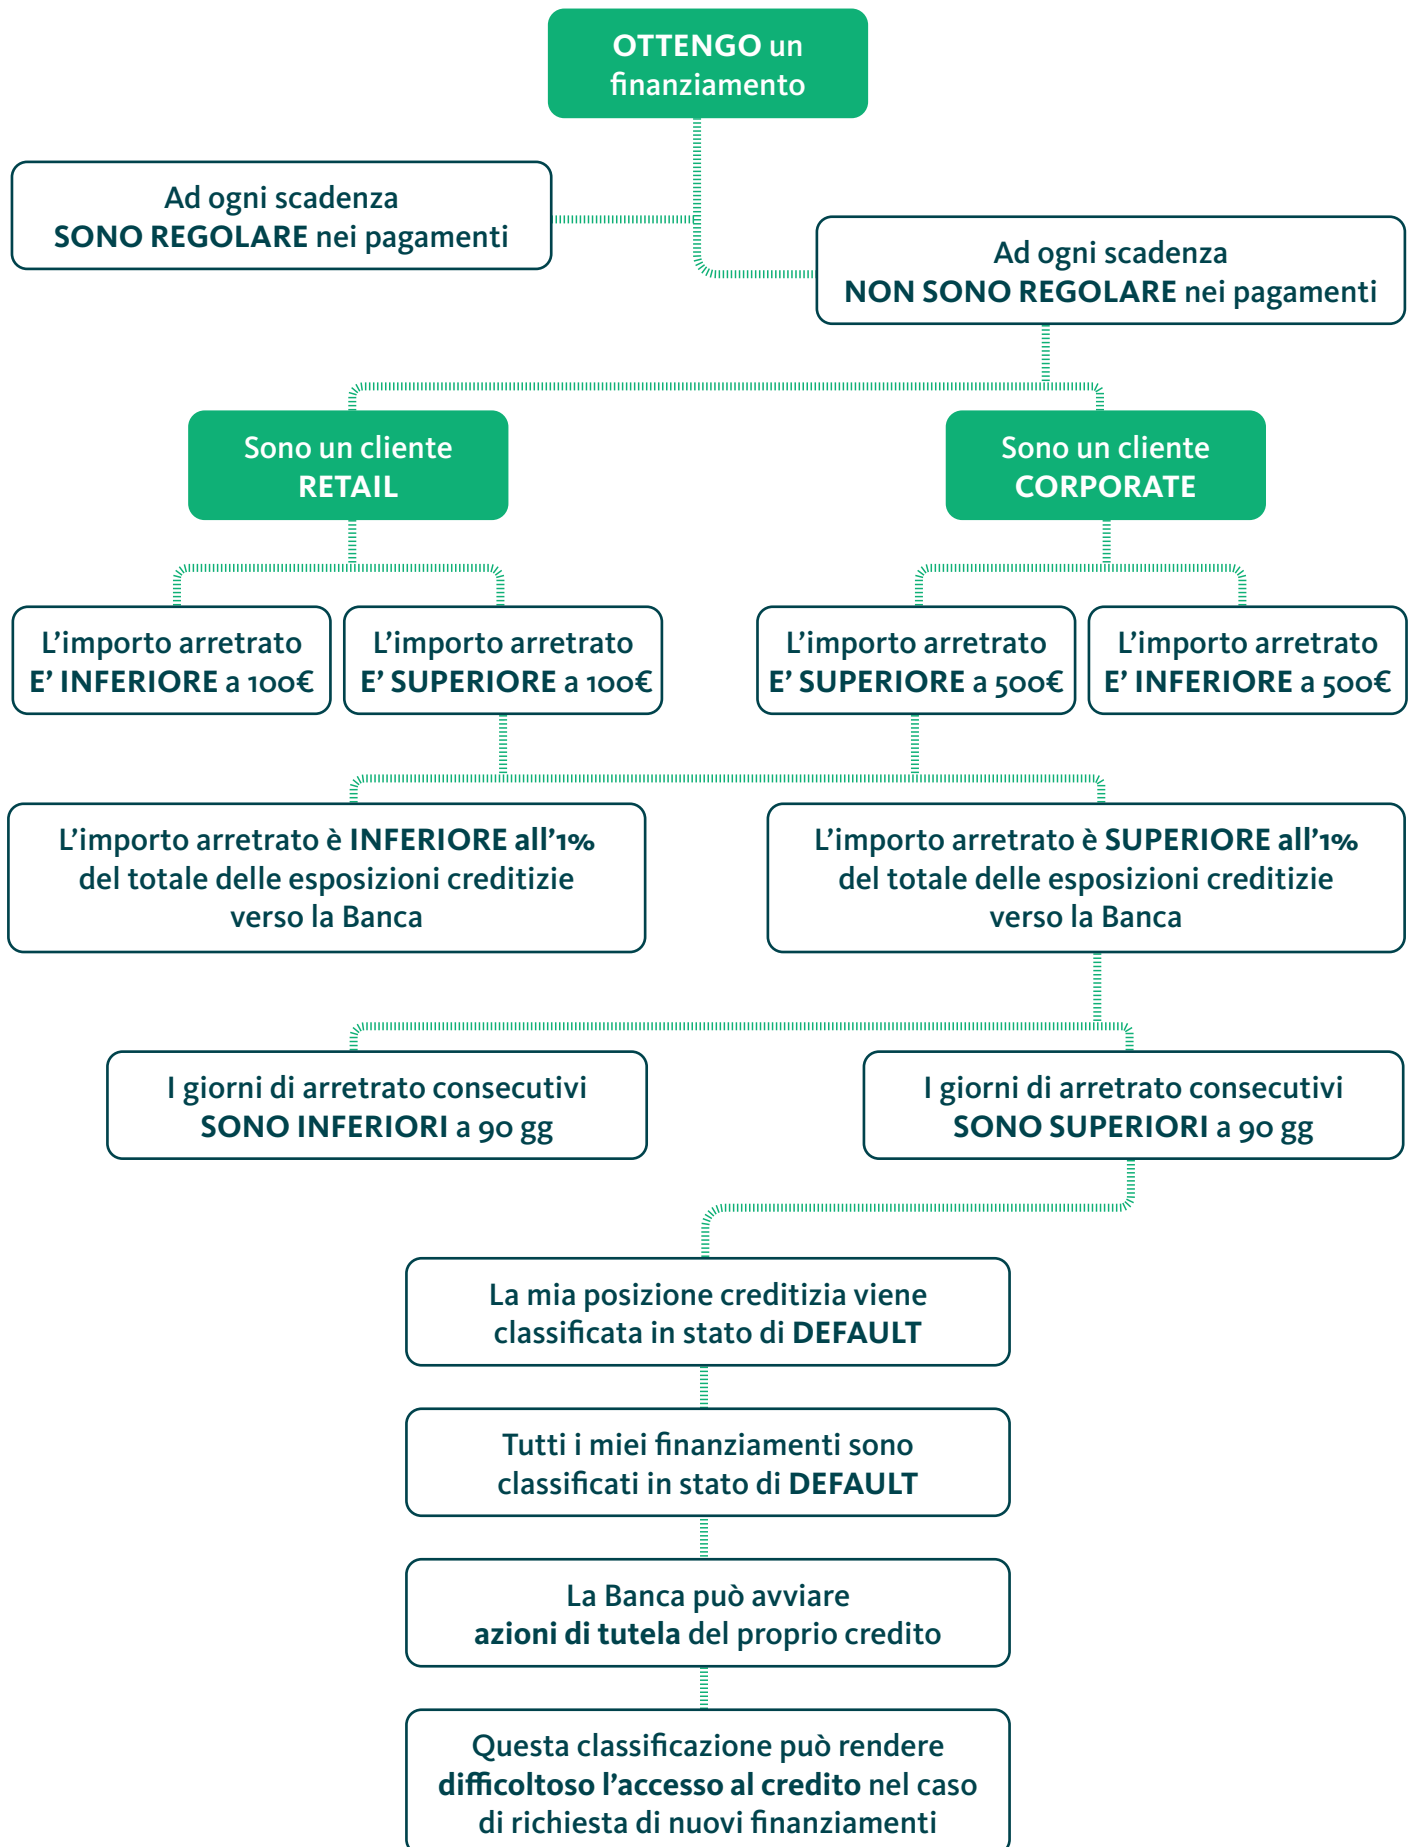 OTTENGO un
finanziamento
Ad ogni scadenza
SONO REGOLARE nei pagamenti
Ad ogni scadenza
NON SONO REGOLARE nei pagamenti
Sono un cliente
RETAIL
Sono un cliente
CORPORATE
L'importo arretrato
E' INFERIORE a 100€
L'importo arretrato
E' SUPERIORE a 100€
L'importo arretrato
E' SUPERIORE a 500€
L'importo arretrato
E' INFERIORE a 500€
L'importo arretrato è INFERIORE all'1%
del totale delle esposizioni creditizie
verso la Banca
L'importo arretrato è SUPERIORE all'1%
del totale delle esposizioni creditizie
verso la Banca
I giorni di arretrato consecutivi
SONO INFERIORI a 90 gg
I giorni di arretrato consecutivi
SONO SUPERIORI a 90 gg
La mia posizione creditizia viene
classificata in stato di DEFAULT
Tutti i miei finanziamenti sono
classificati in stato di DEFAULT
La Banca può avviare
azioni di tutela del proprio credito
Questa classificazione può rendere
difficoltoso l'accesso al credito nel caso
di richiesta di nuovi finanziamenti